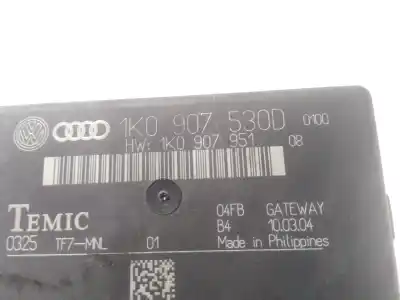 1K0 907 530D 0100
HW: 1K0 907 951 08
TEMIC 04FB GATEWAY
B4 10.03.04
0325 TF7-MNL 01 Made in Philippines